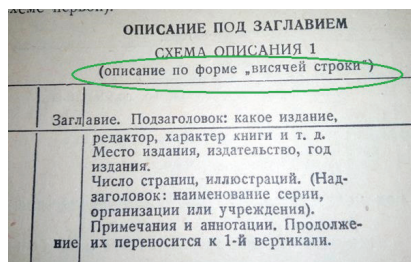 схеме первой).
ОПИСАНИЕ ПОД ЗАГЛАВИЕМ
СХЕМА ОПИСАНИЯ 1
(описание по форме „висячей строки“)
Заглавие. Подзаголовок: какое издание,
редактор, характер книги и т. д.
Место издания, издательство, год
издания.
Число страниц, иллюстраций. (Над-
заголовок: наименование серии,
организации или учреждения).
Примечания и аннотации. Продолже-
ние их переносится к 1-й вертикали.